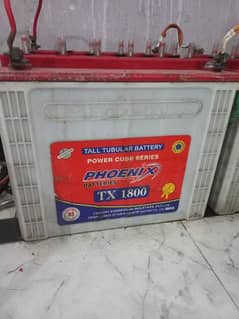 TALL TUBULAR BATTERY
POWER CUBE SERIES
PHOENIX
BATTERIES
TX 1800